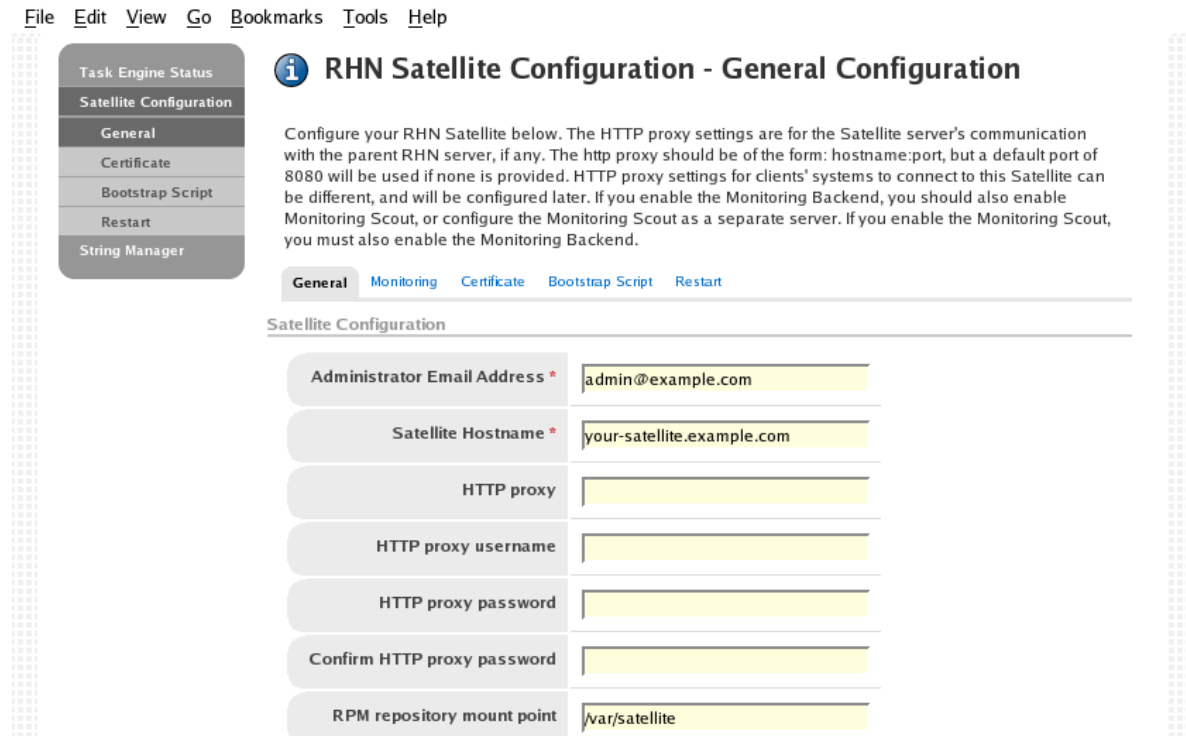 File Edit View Go Bookmarks Tools Help
Task Engine Status
Satellite Configuration
General
Certificate
Bootstrap Script
Restart
String Manager
RHN Satellite Configuration - General Configuration
Configure your RHN Satellite below. The HTTP proxy settings are for the Satellite server's communication
with the parent RHN server, if any. The http proxy should be of the form: hostname:port, but a default port of
8080 will be used if none is provided. HTTP proxy settings for clients' systems to connect to this Satellite can
be different, and will be configured later. If you enable the Monitoring Backend, you should also enable
Monitoring Scout, or configure the Monitoring Scout as a separate server. If you enable the Monitoring Scout,
you must also enable the Monitoring Backend.
General Monitoring Certificate Bootstrap Script Restart
Satellite Configuration
Administrator Email Address * admin@example.com
Satellite Hostname * your-satellite.example.com
HTTP proxy
HTTP proxy username
HTTP proxy password
Confirm HTTP proxy password
RPM repository mount point /var/satellite